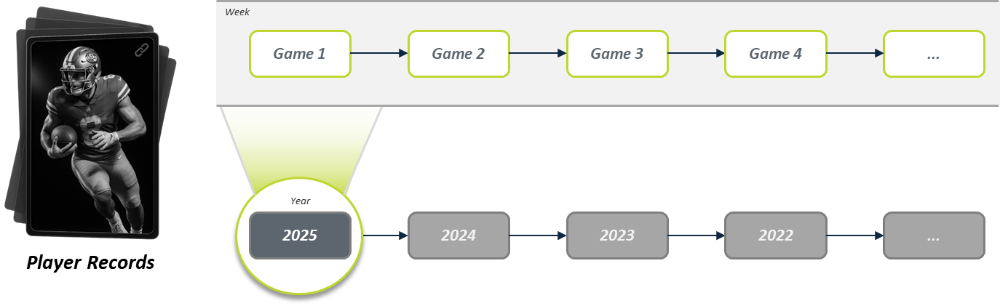 Week
Game 1
Game 2
Game 3
Game 4
...
Year
2025
2024
2023
2022
...
Player Records